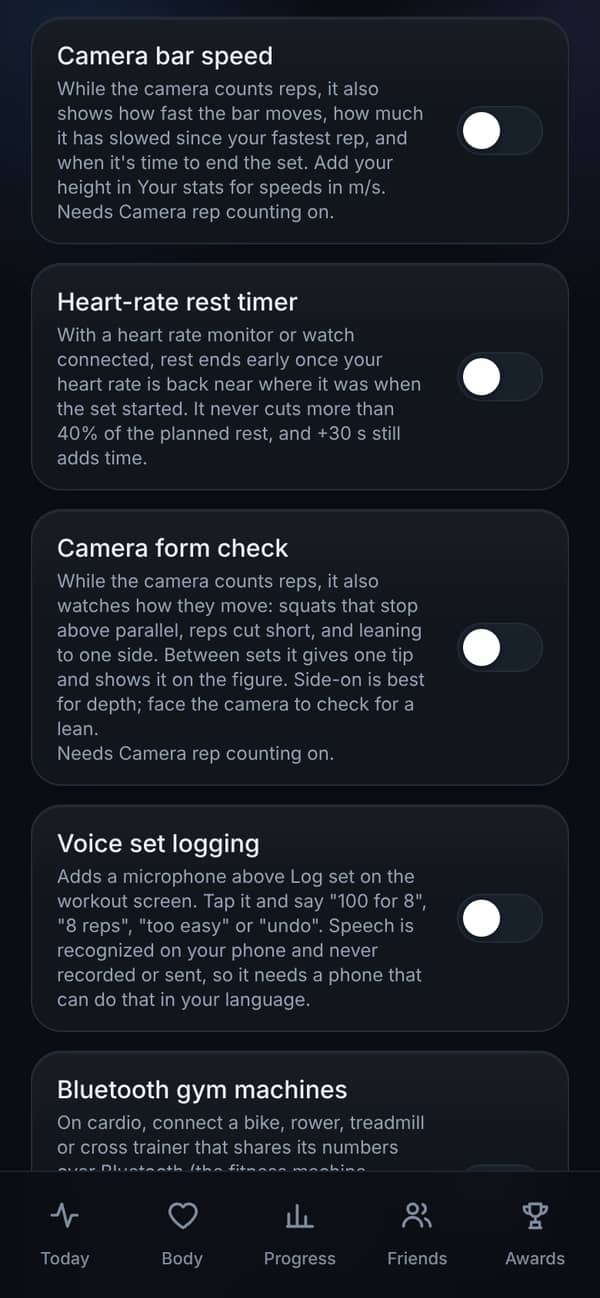 Camera bar speed
While the camera counts reps, it also
shows how fast the bar moves, how much
it has slowed since your fastest rep, and
when it's time to end the set. Add your
height in Your stats for speeds in m/s.
Needs Camera rep counting on.
Heart-rate rest timer
With a heart rate monitor or watch
connected, rest ends early once your
heart rate is back near where it was when
the set started. It never cuts more than
40% of the planned rest, and +30 s still
adds time.
Camera form check
While the camera counts reps, it also
watches how they move: squats that stop
above parallel, reps cut short, and leaning
to one side. Between sets it gives one tip
and shows it on the figure. Side-on is best
for depth; face the camera to check for a
lean.
Needs Camera rep counting on.
Voice set logging
Adds a microphone above Log set on the
workout screen. Tap it and say "100 for 8",
"8 reps", "too easy" or "undo". Speech is
recognized on your phone and never
recorded or sent, so it needs a phone that
can do that in your language.
Bluetooth gym machines
On cardio, connect a bike, rower, treadmill
or cross trainer that shares its numbers
over Bluetooth (the fitness machine
Today
Body
Progress
Friends
Awards